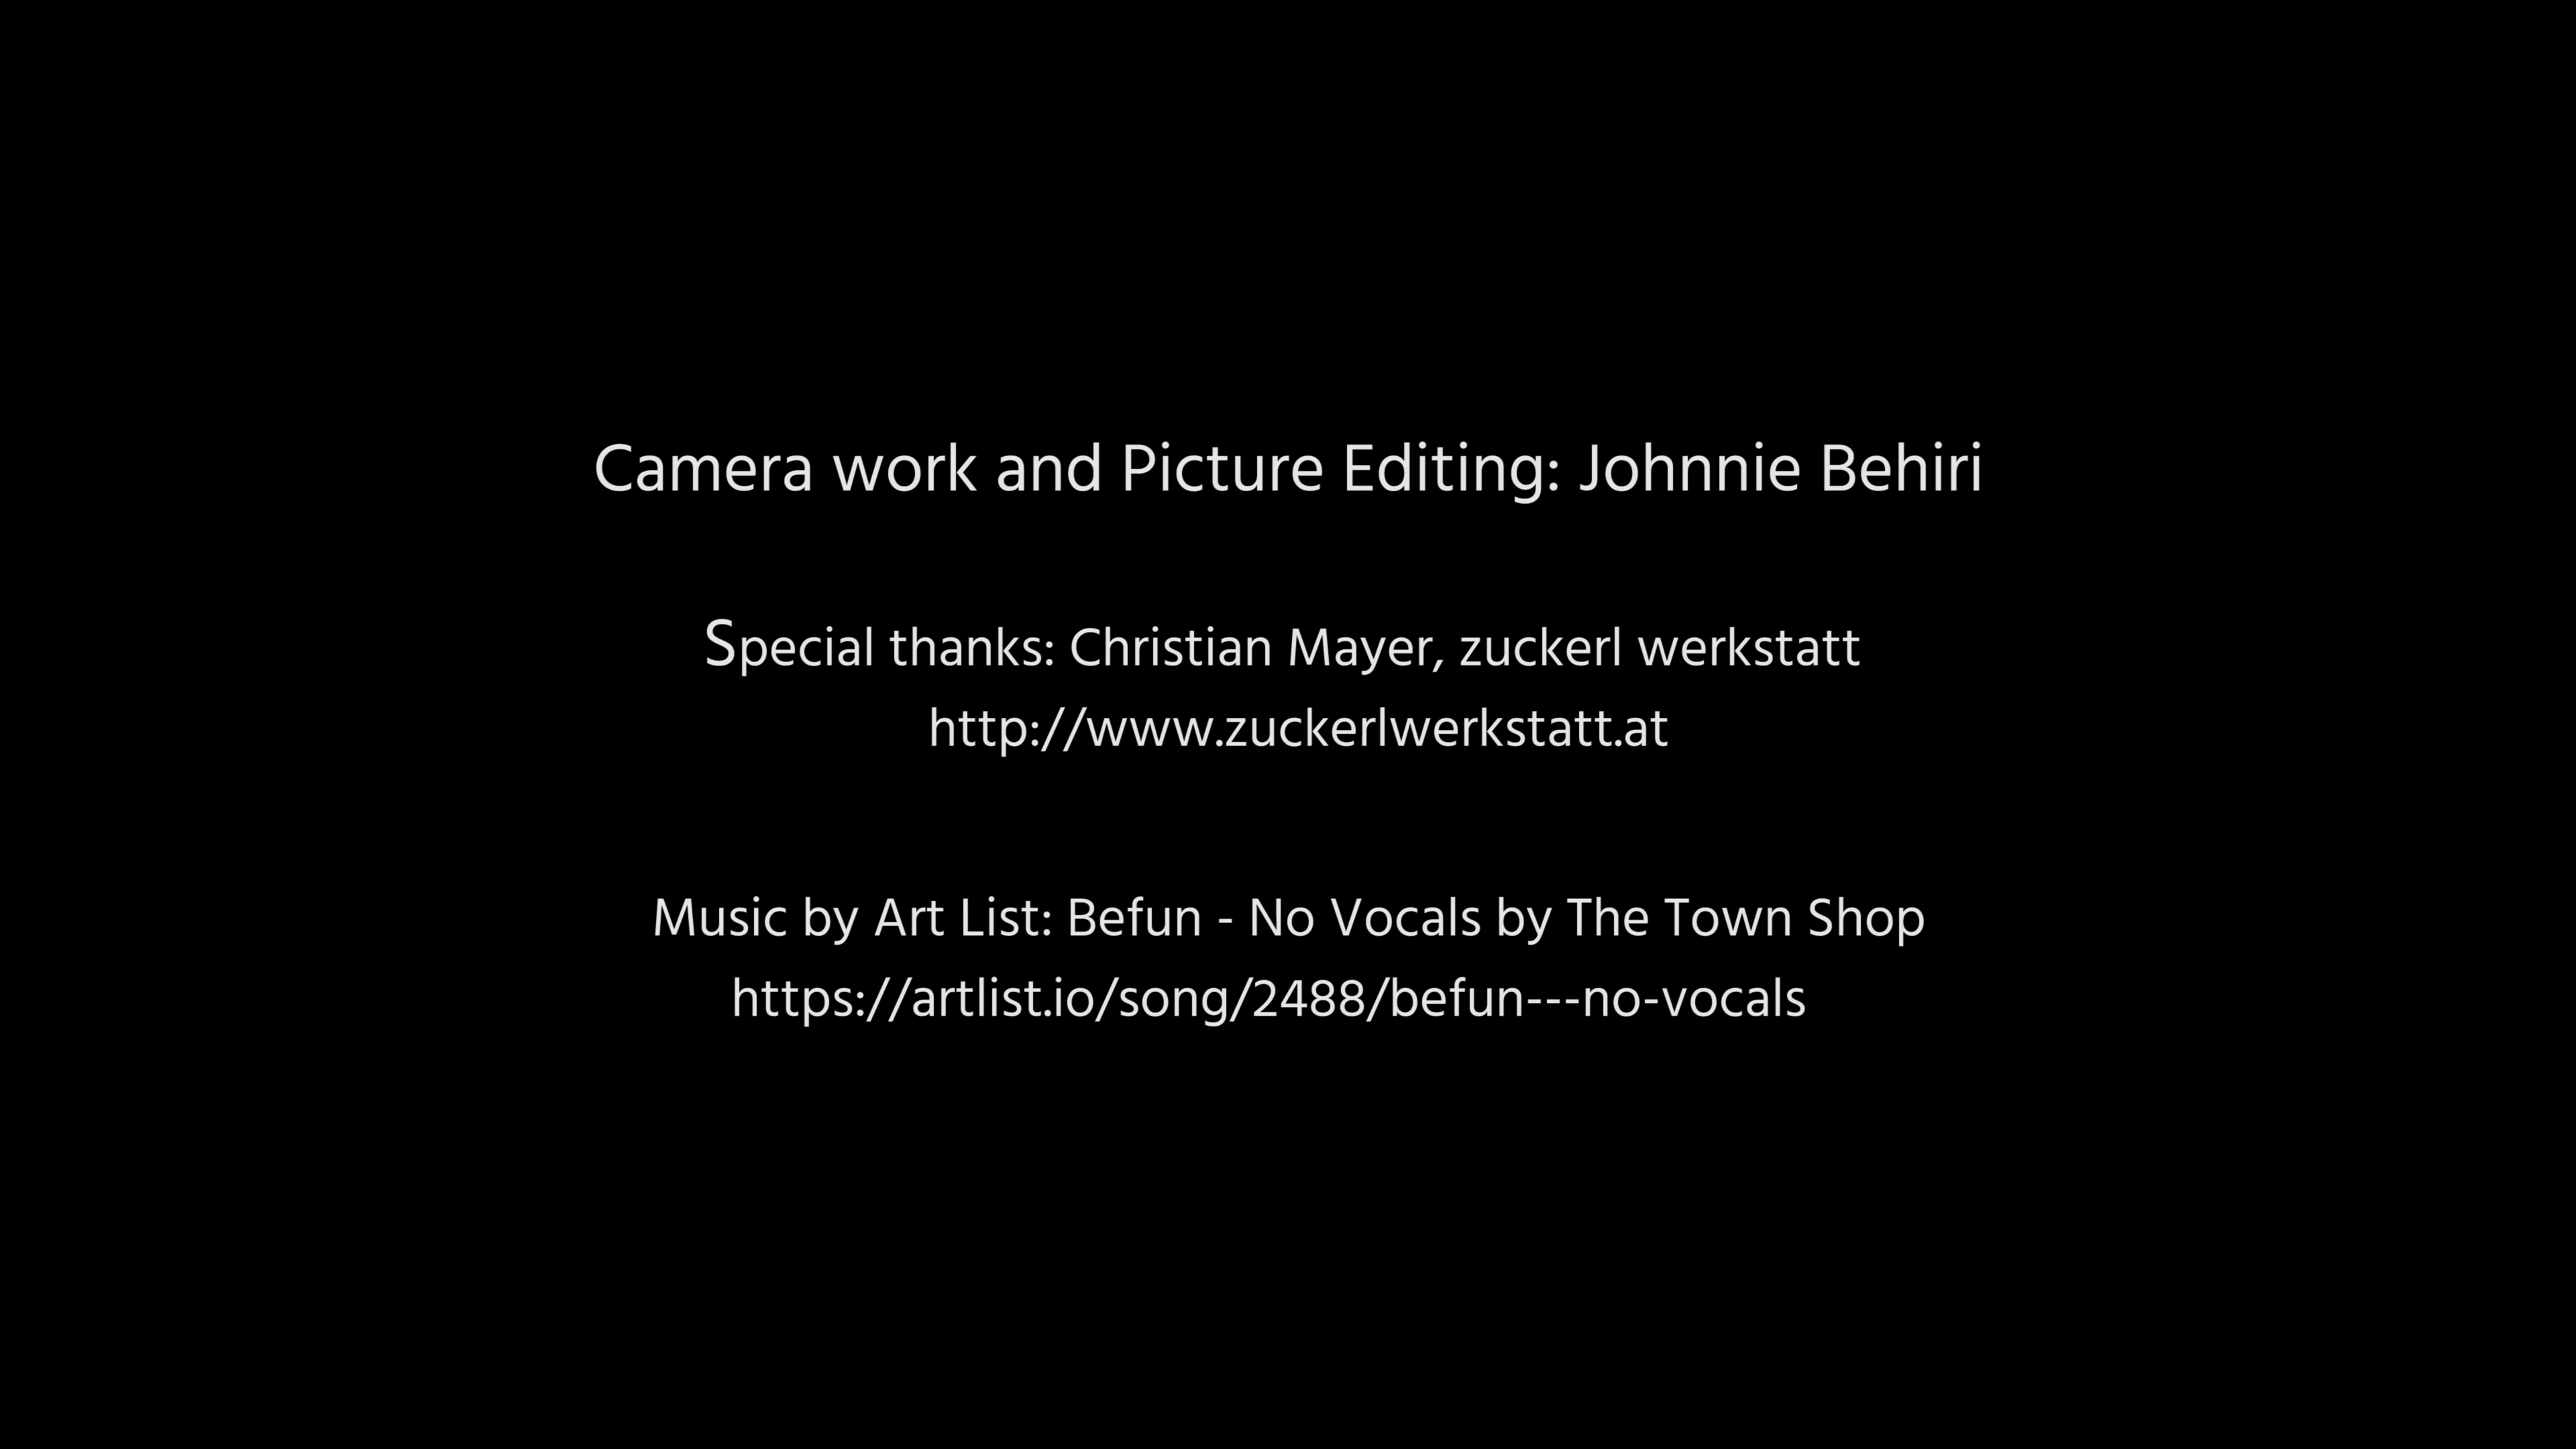 Camera work and Picture Editing: Johnnie Behiri
Special thanks: Christian Mayer, zuckerl werkstatt
http://www.zuckerlwerkstatt.at
Music by Art List: Befun - No Vocals by The Town Shop
https://artlist.io/song/2488/befun---no-vocals